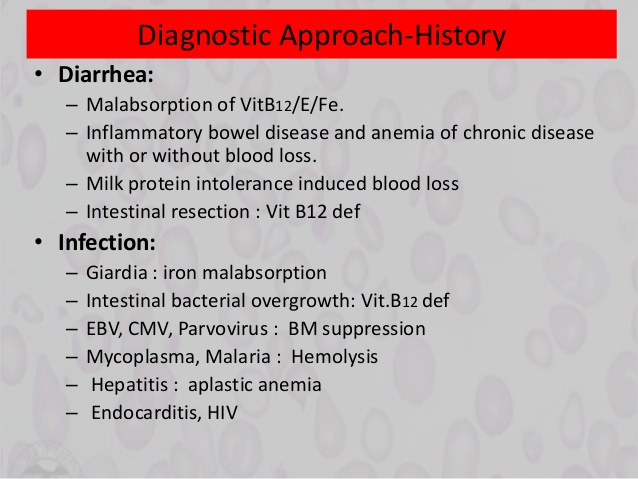 Diagnostic Approach-History
• Diarrhea:
– Malabsorption of VitB12/E/Fe.
– Inflammatory bowel disease and anemia of chronic disease
with or without blood loss.
– Milk protein intolerance induced blood loss
– Intestinal resection : Vit B12 def
• Infection:
– Giardia : iron malabsorption
– Intestinal bacterial overgrowth: Vit.B12 def
– EBV, CMV, Parvovirus : BM suppression
– Mycoplasma, Malaria : Hemolysis
– Hepatitis : aplastic anemia
– Endocarditis, HIV